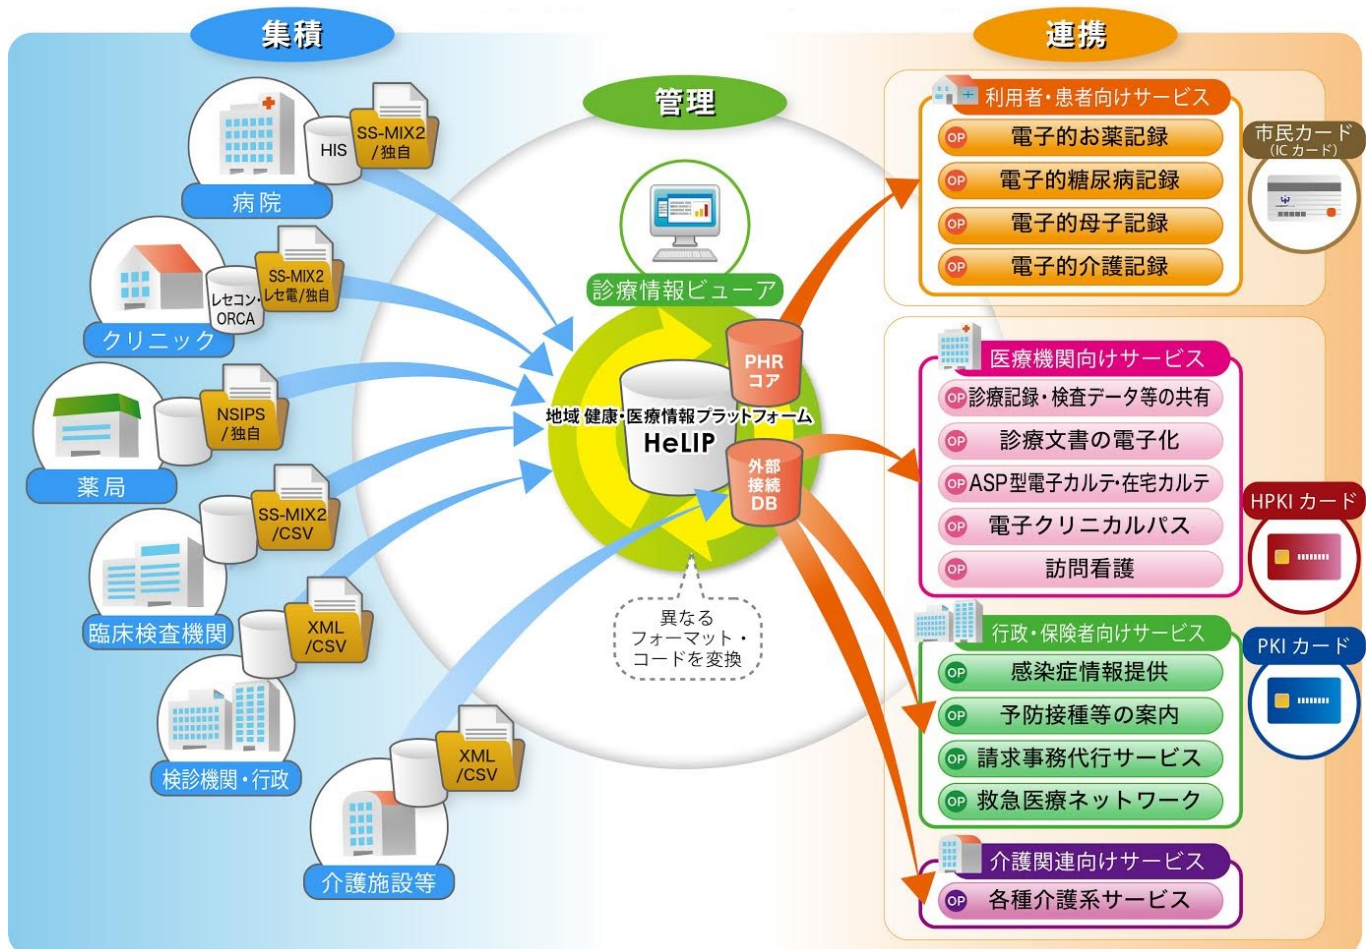 集積
管理
連携
HIS
SS-MIX2
/独自
病院
レセコン・
ORCA
SS-MIX2
レセ電/独自
クリニック
NSIPS
/独自
薬局
SS-MIX2
/CSV
臨床検査機関
XML
/CSV
検診機関・行政
XML
/CSV
介護施設等
診療情報ビューア
PHR
コア
地域 健康・医療情報プラットフォーム
HeLIP
外部
接続
DB
異なる
フォーマット・
コードを変換
利用者・患者向けサービス
OP 電子的お薬記録
OP 電子的糖尿病記録
OP 電子的母子記録
OP 電子的介護記録
市民カード
(ICカード)
医療機関向けサービス
OP 診療記録・検査データ等の共有
OP 診療文書の電子化
OP ASP型電子カルテ・在宅カルテ
OP 電子クリニカルパス
OP 訪問看護
HPKIカード
行政・保険者向けサービス
OP 感染症情報提供
OP 予防接種等の案内
OP 請求事務代行サービス
OP 救急医療ネットワーク
PKIカード
介護関連向けサービス
OP 各種介護系サービス